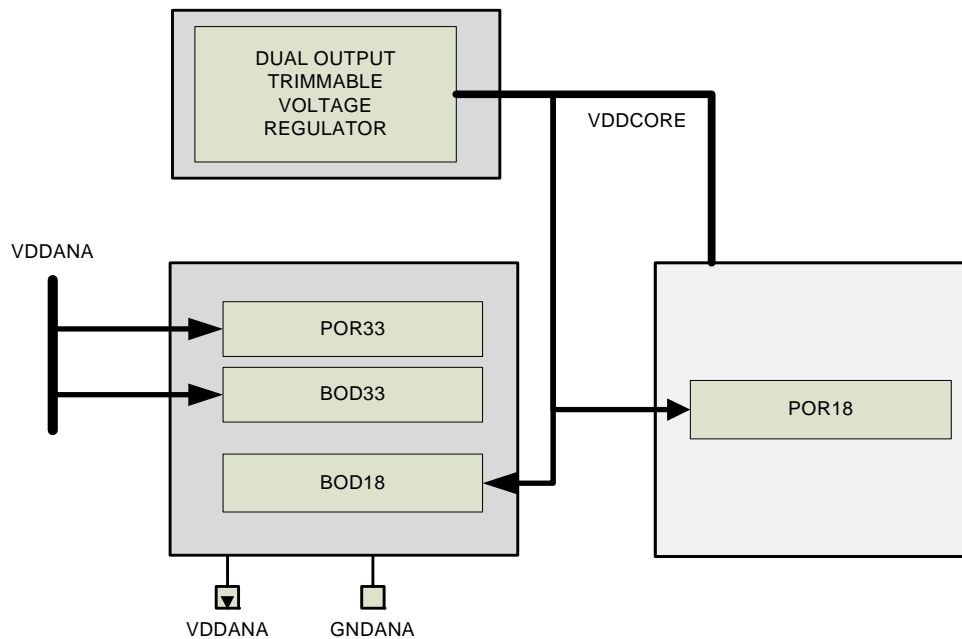 DUAL OUTPUT
TRIMMABLE
VOLTAGE
REGULATOR
VDDCORE
VDDANA
POR33
BOD33
POR18
BOD18
VDDANA
GNDANA